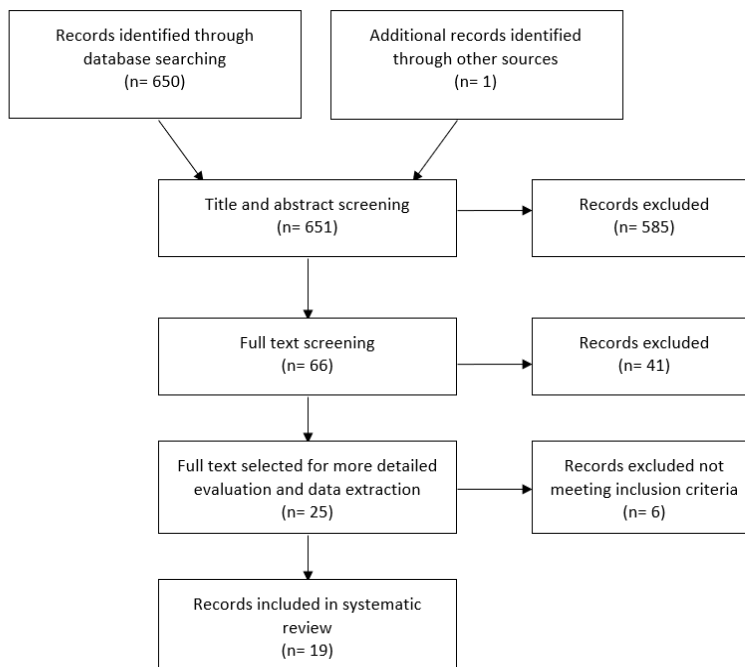 Records identified through
database searching
(n= 650)
Additional records identified
through other sources
(n= 1)
Title and abstract screening
(n= 651)
Records excluded
(n= 585)
Full text screening
(n= 66)
Records excluded
(n= 41)
Full text selected for more detailed
evaluation and data extraction
(n= 25)
Records excluded not
meeting inclusion criteria
(n= 6)
Records included in systematic
review
(n= 19)